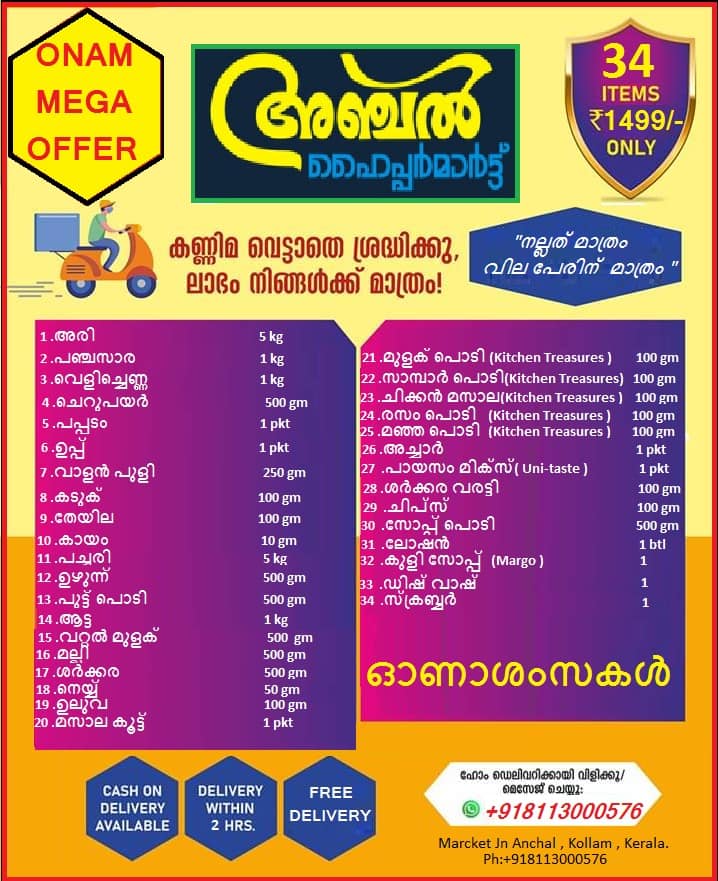 ONAM
MEGA
OFFER
അഞ്ചൽ
ഹൈപ്പർമാർട്ട്
34
ITEMS
₹1499/-
ONLY
കണ്ണിമ വെട്ടാതെ ശ്രദ്ധിക്കൂ,
ലാഭം നിങ്ങൾക്ക് മാത്രം!
"നല്ലത് മാത്രം
വില പേരിന് മാത്രം "
1 .അരി 5 kg
2 .പഞ്ചസാര 1 kg
3 .വെളിച്ചെണ്ണ 1 kg
4 .ചെറുപയർ 500 gm
5 .പപ്പടം 1 pkt
6 .ഉപ്പ് 1 pkt
7 .വാളൻ പുളി 250 gm
8 .കടുക് 100 gm
9 .തേയില 100 gm
10 .കായം 10 gm
11 .പച്ചരി 5 kg
12 .ഉഴുന്ന് 500 gm
13 .പുട്ട് പൊടി 500 gm
14 .ആട്ട 1 kg
15 .വറ്റൽ മുളക് 500 gm
16 .മല്ലി 500 gm
17 .ശർക്കര 500 gm
18 .നെയ്യ് 50 gm
19 .ഉലുവ 100 gm
20 .മസാല കൂട്ട് 1 pkt
21 .മുളക് പൊടി (Kitchen Treasures ) 100 gm
22 .സാമ്പാർ പൊടി(Kitchen Treasures) 100 gm
23 .ചിക്കൻ മസാല(Kitchen Treasures ) 100 gm
24 .രസം പൊടി (Kitchen Treasures ) 100 gm
25 .മഞ്ഞ പൊടി (Kitchen Treasures ) 100 gm
26 .അച്ചാർ 1 pkt
27 .പായസം മിക്സ്( Uni-taste ) 1 pkt
28 .ശർക്കര വരട്ടി 100 gm
29 .ചിപ്സ് 100 gm
30 .സോപ്പ് പൊടി 500 gm
31 .ലോഷൻ 1 btl
32 .കുളി സോപ്പ് (Margo ) 1
33 .ഡിഷ് വാഷ് 1
34 .സ്ക്രബ്ബർ 1
ഓണാശംസകൾ
CASH ON
DELIVERY
AVAILABLE
DELIVERY
WITHIN
2 HRS.
FREE
DELIVERY
ഹോം ഡെലിവറിക്കായി വിളിക്കൂ/
മെസേജ് ചെയ്യൂ:
+918113000576
Marcket Jn Anchal , Kollam , Kerala.
Ph:+918113000576